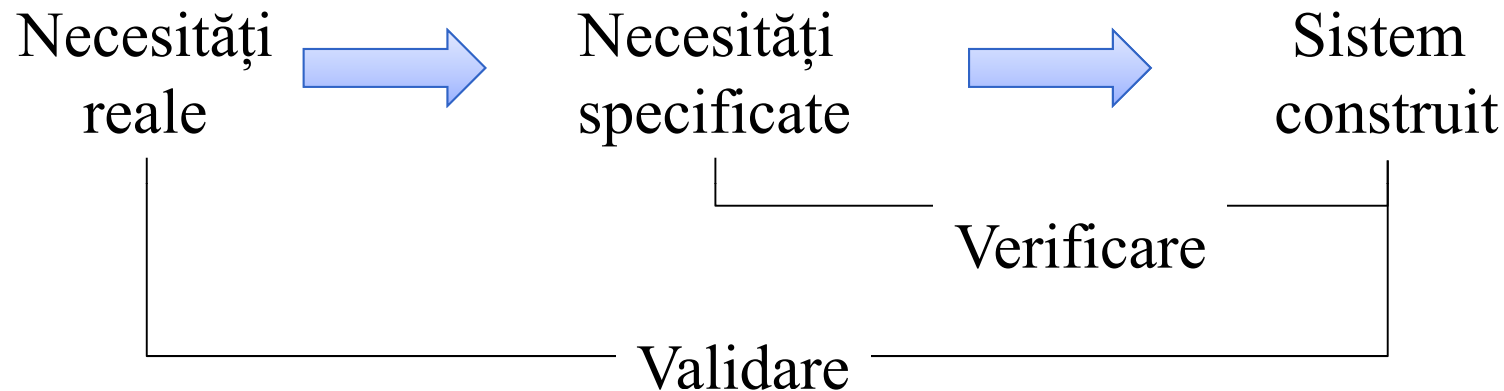 Necesități
reale
Necesități
specificate
Sistem
construit
Verificare
Validare